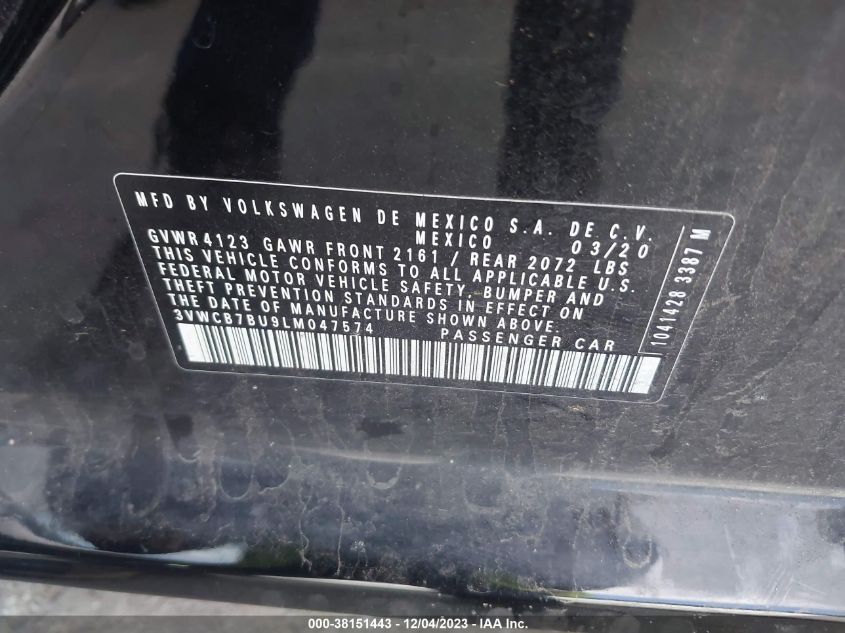 MFD BY VOLKSWAGEN DE MEXICO S.A. DE C.V.
MEXICO 03/20
GVWR 4123 GAWR FRONT 2161 / REAR 2072 LBS
THIS VEHICLE CONFORMS TO ALL APPLICABLE U.S.
FEDERAL MOTOR VEHICLE SAFETY, BUMPER AND
THEFT PREVENTION STANDARDS IN EFFECT ON
THE DATE OF MANUFACTURE SHOWN ABOVE.
3VWCB7BU9LM047574 PASSENGER CAR
1041428 3387 M
000-38151443 - 12/04/2023 - IAA Inc.